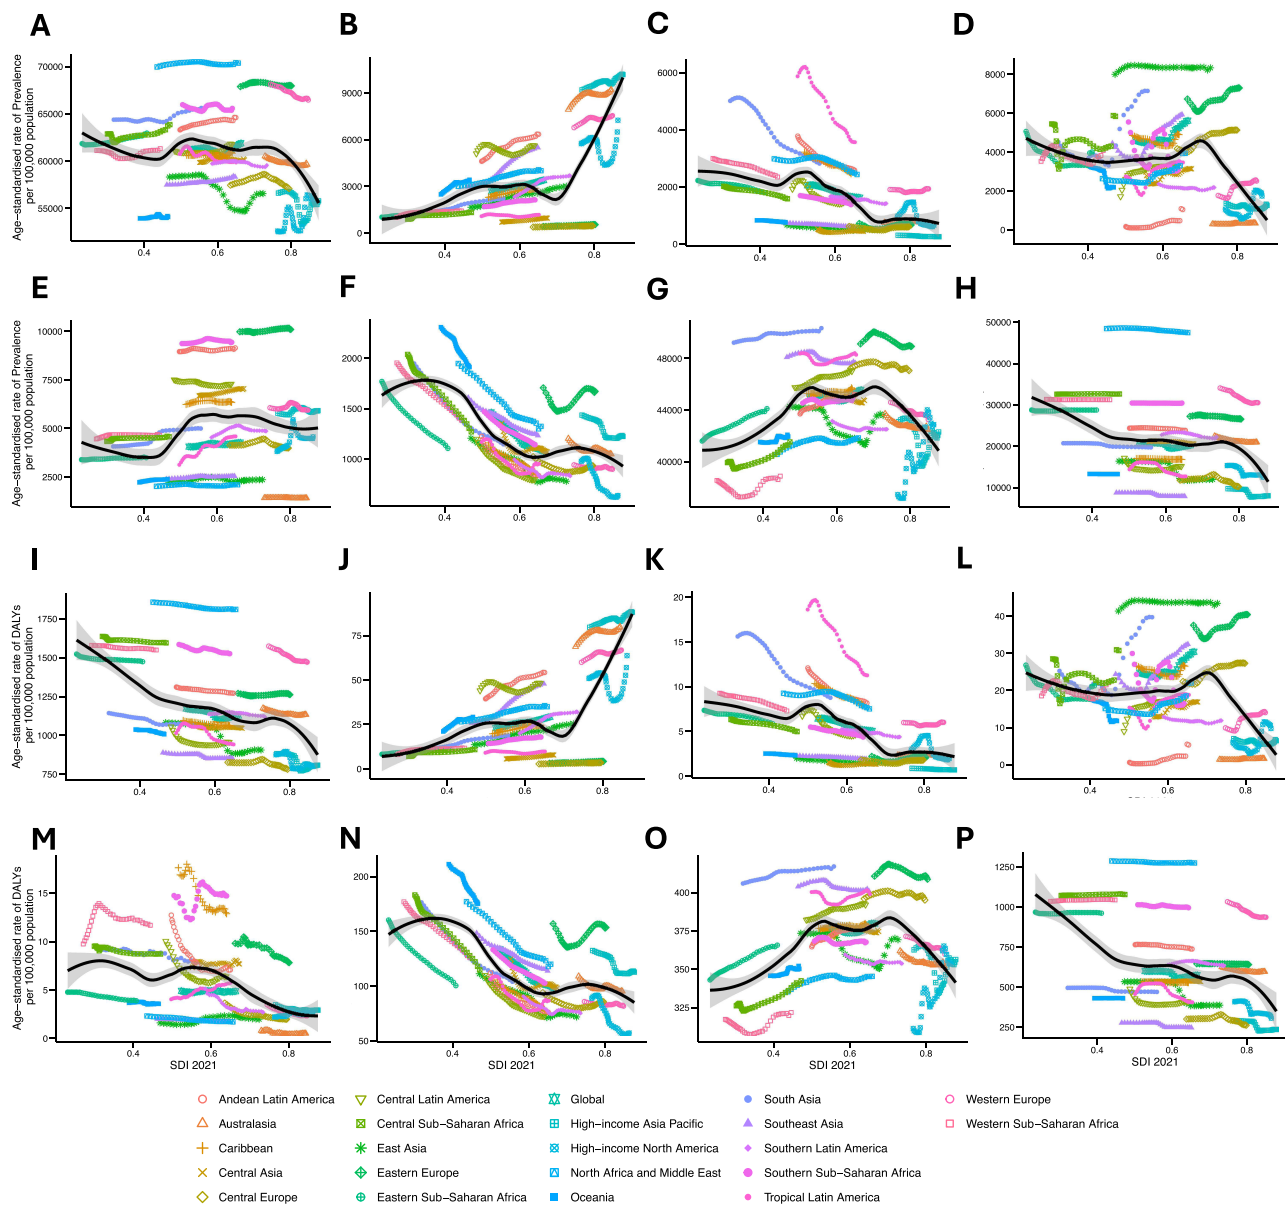 A B C D
Age−standardised rate of Prevalence
per 100,000 population
70000
65000
60000
55000
0.4 0.6 0.8
9000
6000
3000
0
0.4 0.6 0.8
6000
4000
2000
0
0.4 0.6 0.8
8000
6000
4000
2000
0
0.4 0.6 0.8
E F G H
Age−standardised rate of Prevalence
per 100,000 population
10000
7500
5000
2500
0.4 0.6 0.8
2000
1500
1000
0.4 0.6 0.8
48000
44000
40000
0.4 0.6 0.8
50000
40000
30000
20000
10000
0.4 0.6 0.8
I J K L
Age−standardised rate of DALYs
per 100,000 population
1750
1500
1250
1000
750
0.4 0.6 0.8
75
50
25
0
0.4 0.6 0.8
20
15
10
5
0
0.4 0.6 0.8
40
30
20
10
0
0.4 0.6 0.8
M N O P
Age−standardised rate of DALYs
per 100,000 population
15
10
5
0
0.4 0.6 0.8
SDI 2021
200
150
100
50
0.4 0.6 0.8
400
375
350
325
0.4 0.6 0.8
1250
1000
750
500
250
0.4 0.6 0.8
SDI 2021
Andean Latin America
Australasia
Caribbean
Central Asia
Central Europe
Central Latin America
Central Sub−Saharan Africa
East Asia
Eastern Europe
Eastern Sub−Saharan Africa
Global
High−income Asia Pacific
High−income North America
North Africa and Middle East
Oceania
South Asia
Southeast Asia
Southern Latin America
Southern Sub−Saharan Africa
Tropical Latin America
Western Europe
Western Sub−Saharan Africa